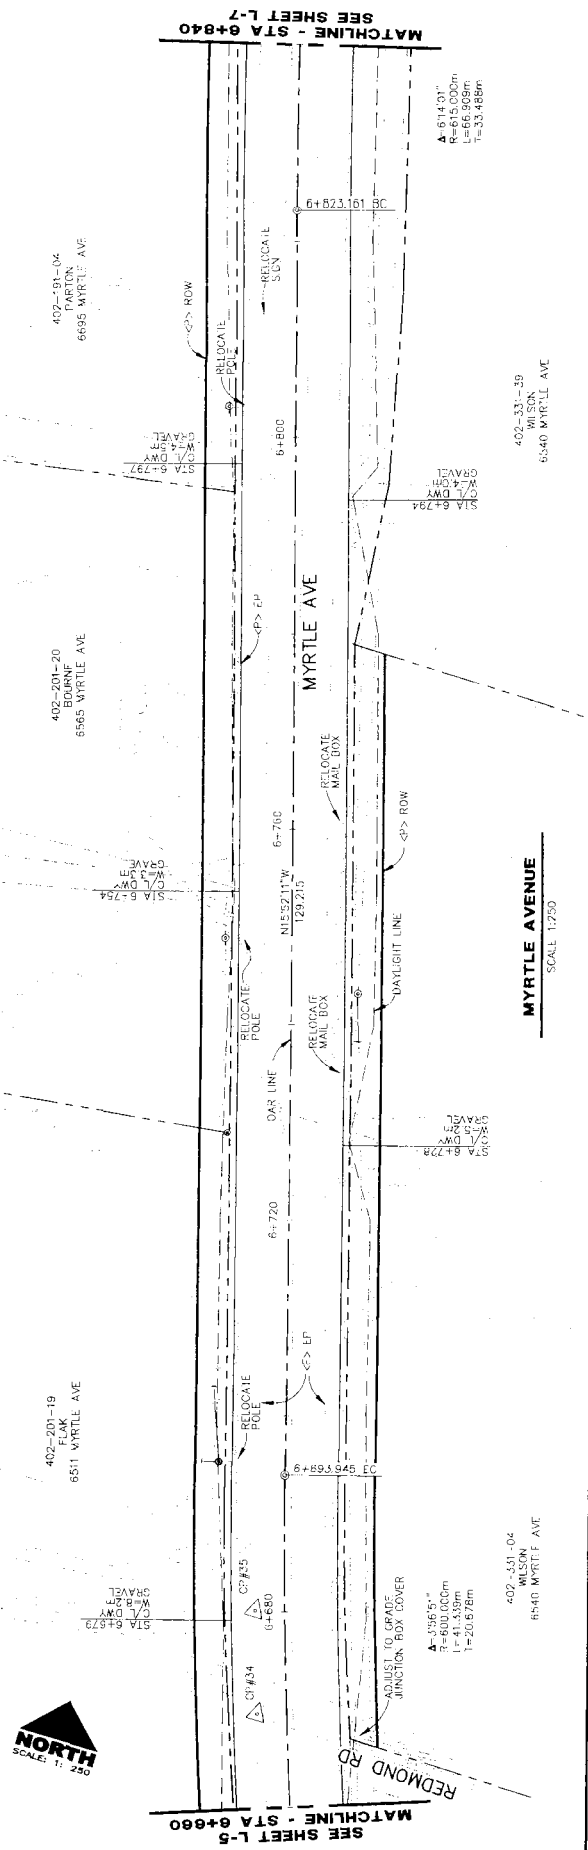 SEE SHEET L-7
MATCHLINE - STA 6+840
Δ=6°14'01"
R=615.000m
L=66.909m
T=33.488m
6+823.161 BC
402-191-04
PARTON
6695 MYRTLE AVE
<P> ROW
RELOCATE
SIGN
RELOCATE
POLE
6+800
STA 6+797
C/L DWY
W=4.5m
GRAVEL
402-331-39
WILSON
6640 MYRTLE AVE
STA 6+794
C/L DWY
W=4.0m
GRAVEL
402-201-20
BOURNE
6565 MYRTLE AVE
<P> EP
MYRTLE AVE
RELOCATE
MAIL BOX
6+760
<P> ROW
STA 6+754
C/L DWY
W=3.3m
GRAVEL
N15°52'11"W
129.215
MYRTLE AVENUE
SCALE 1:250
DAYLIGHT LINE
RELOCATE
POLE
RELOCATE
MAIL BOX
OAR LINE
STA 6+728
C/L DWY
W=5.2m
GRAVEL
6+720
<P> EP
402-201-19
FLAK
6511 MYRTLE AVE
RELOCATE
POLE
6+693.945 EC
STA 6+679
C/L DWY
W=8.2m
GRAVEL
CP#35
6+680
CP#34
402-331-04
WILSON
6540 MYRTLE AVE
R=600.000m
L=41.339m
T=20.678m
ADJUST TO GRADE
JUNCTION BOX COVER
REDMOND RD
NORTH
SCALE: 1: 250
MATCHLINE - STA 6+660
SEE SHEET L-5